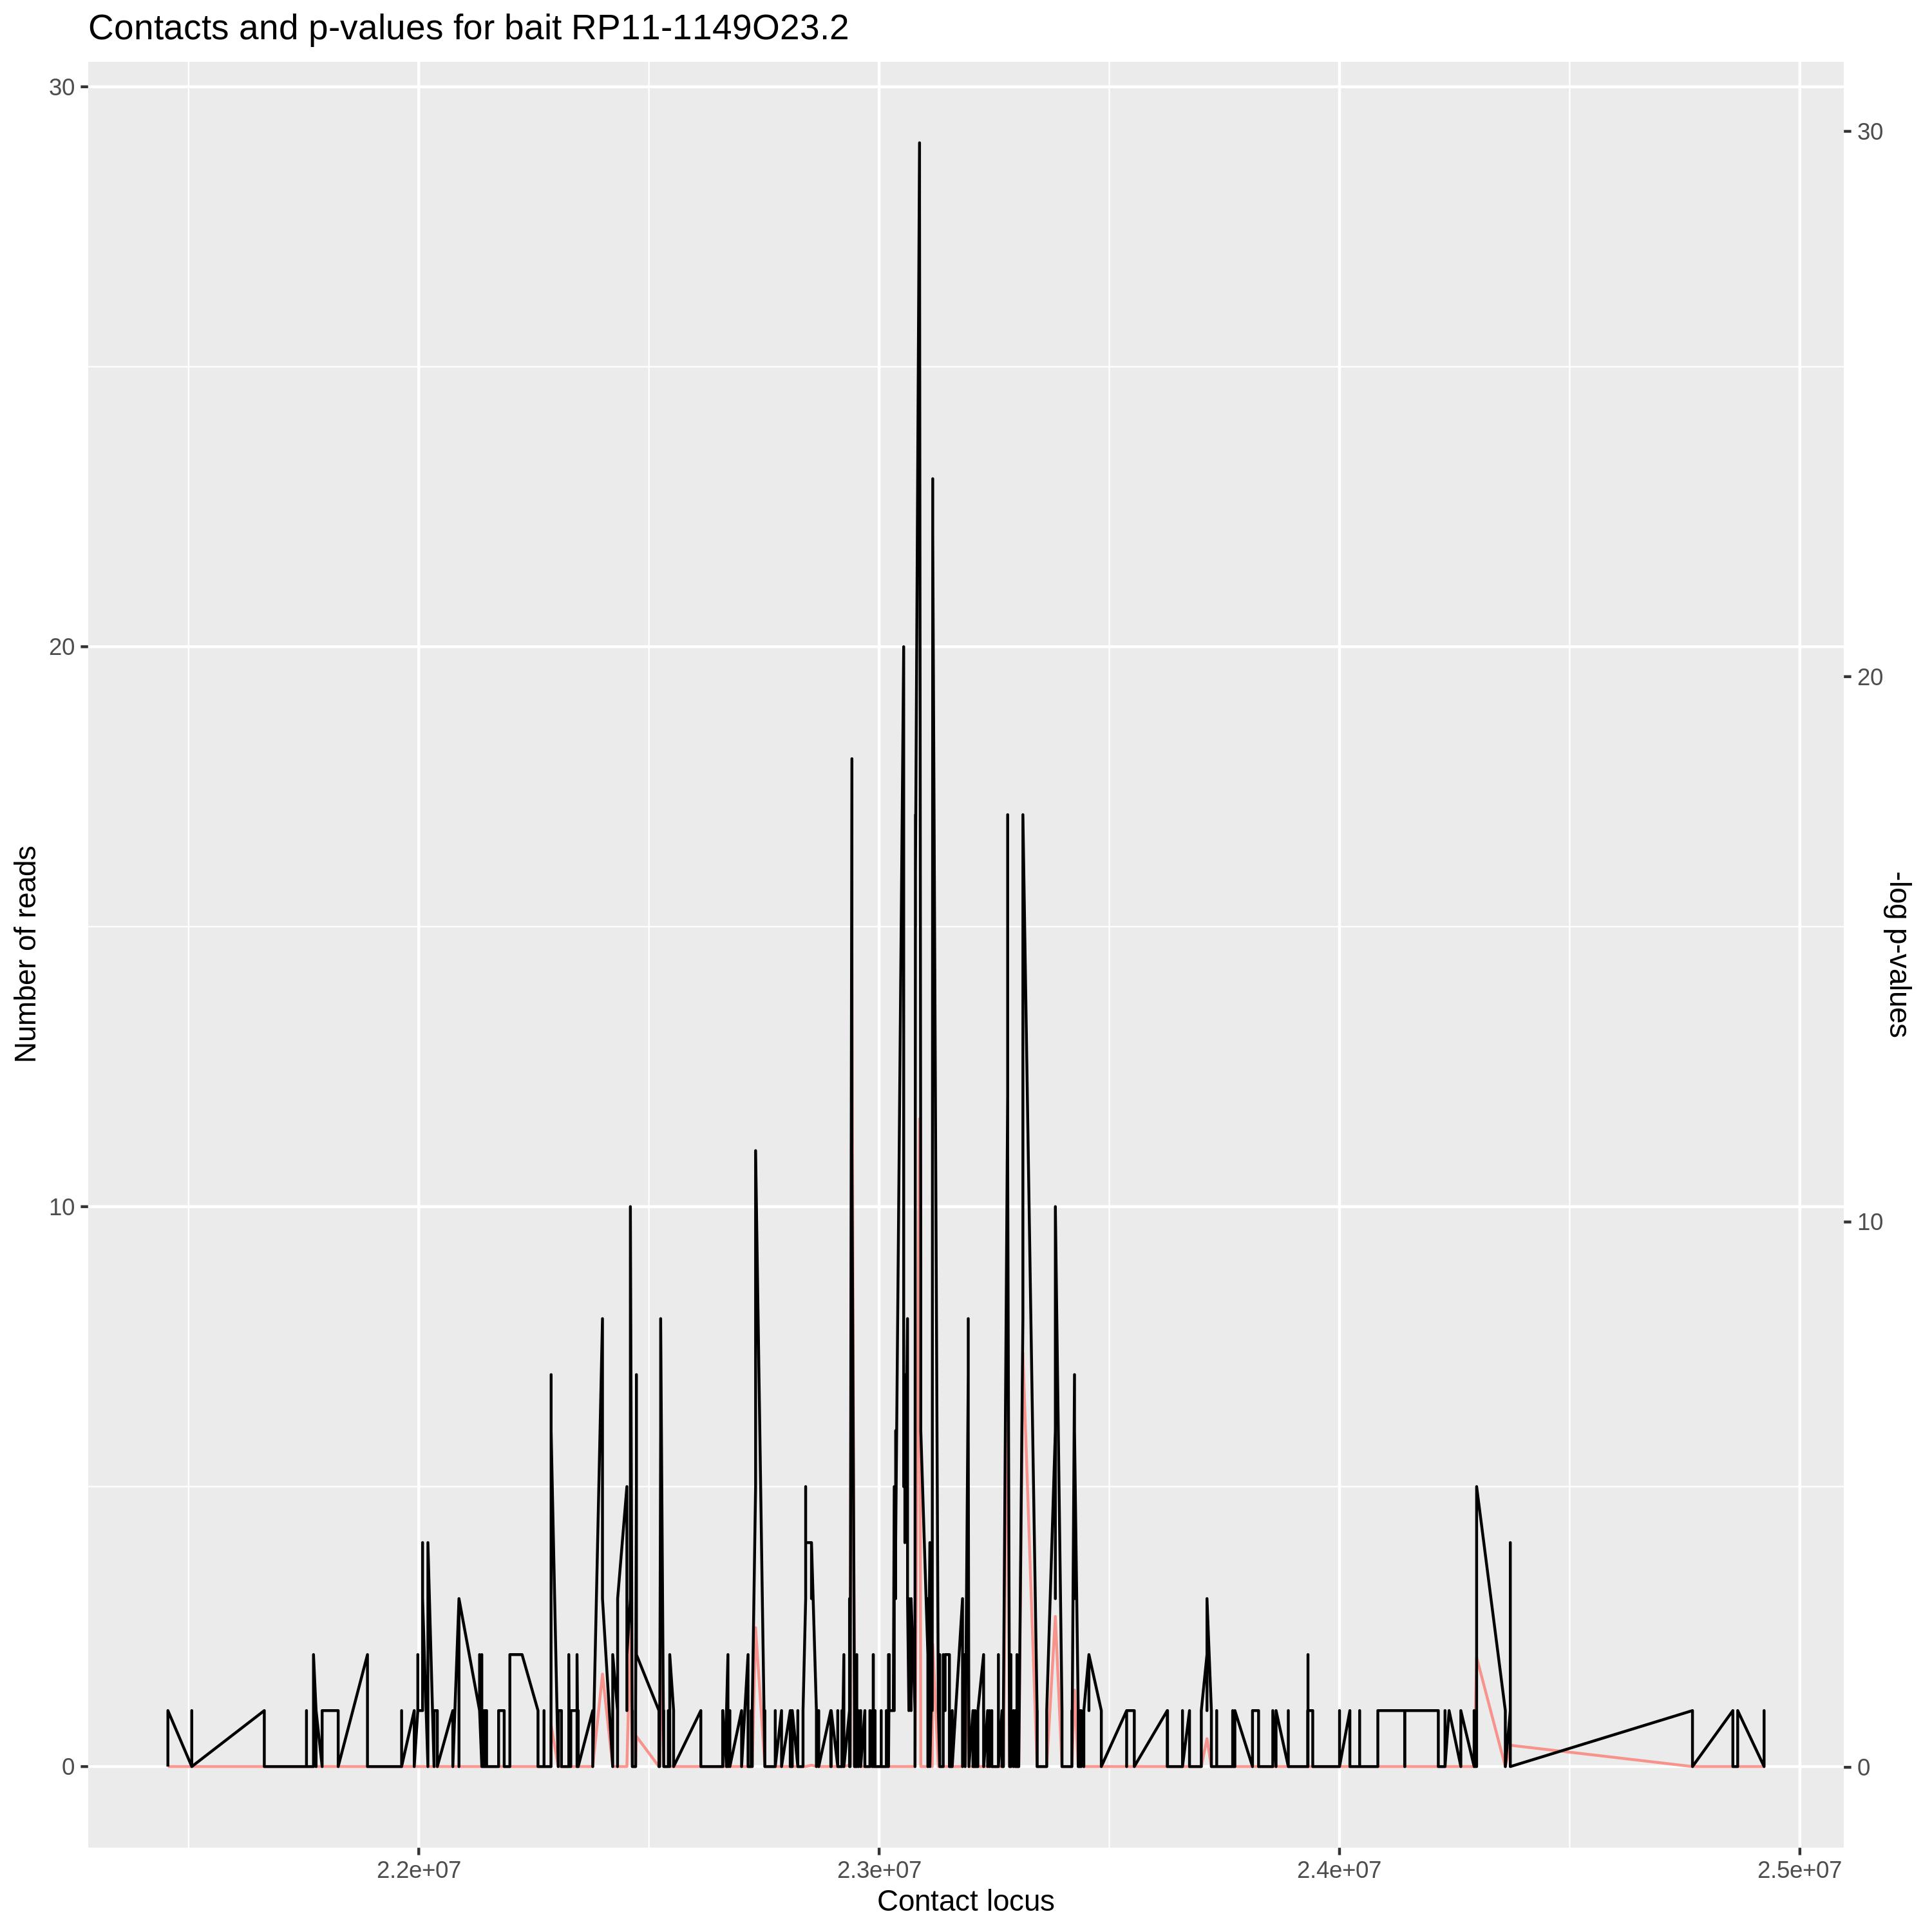 Contacts and p-values for bait RP11-1149O23.2
30
20
10
0
30
20
10
0
Number of reads
-log p-values
2.2e+07 2.3e+07 2.4e+07 2.5e+07
Contact locus